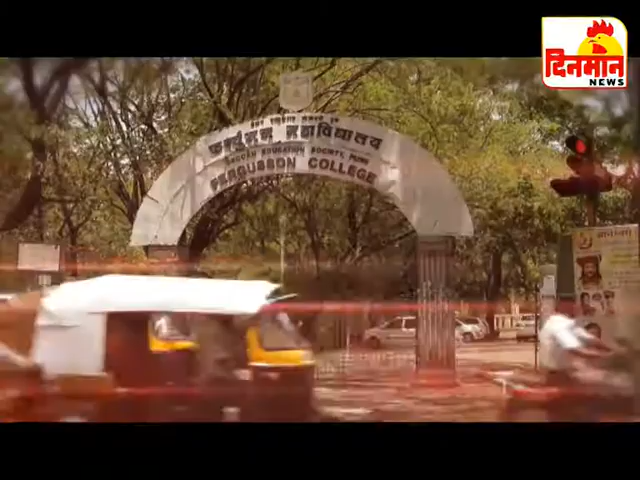 दिनमान
NEWS
फर्ग्युसन महाविद्यालय
DECCAN EDUCATION SOCIETY, PUNE
FERGUSSON COLLEGE